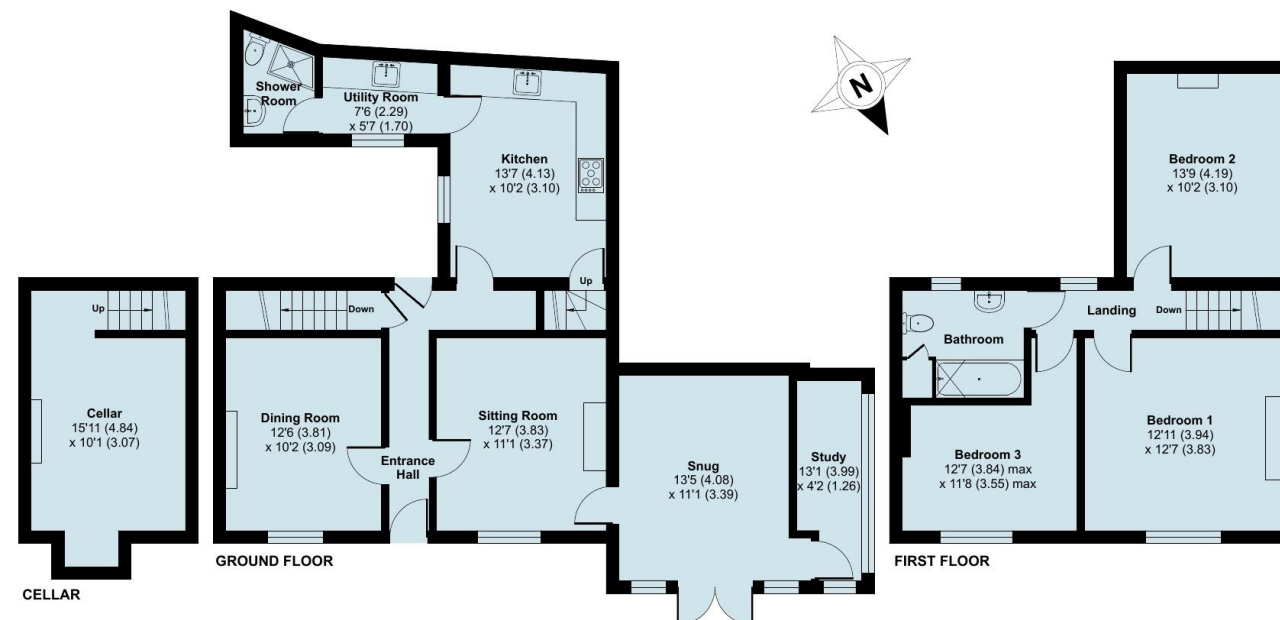 Shower
Room
Utility Room
7'6 (2.29)
x 5'7 (1.70)
Kitchen
13'7 (4.13)
x 10'2 (3.10)
N
Bedroom 2
13'9 (4.19)
x 10'2 (3.10)
Up
Cellar
15'11 (4.84)
x 10'1 (3.07)
CELLAR
Down
Up
Dining Room
12'6 (3.81)
x 10'2 (3.09)
Entrance
Hall
Sitting Room
12'7 (3.83)
x 11'1 (3.37)
Snug
13'5 (4.08)
x 11'1 (3.39)
Study
13'1 (3.99)
x 4'2 (1.26)
GROUND FLOOR
Landing
Down
Bathroom
Bedroom 1
12'11 (3.94)
x 12'7 (3.83)
Bedroom 3
12'7 (3.84) max
x 11'8 (3.55) max
FIRST FLOOR